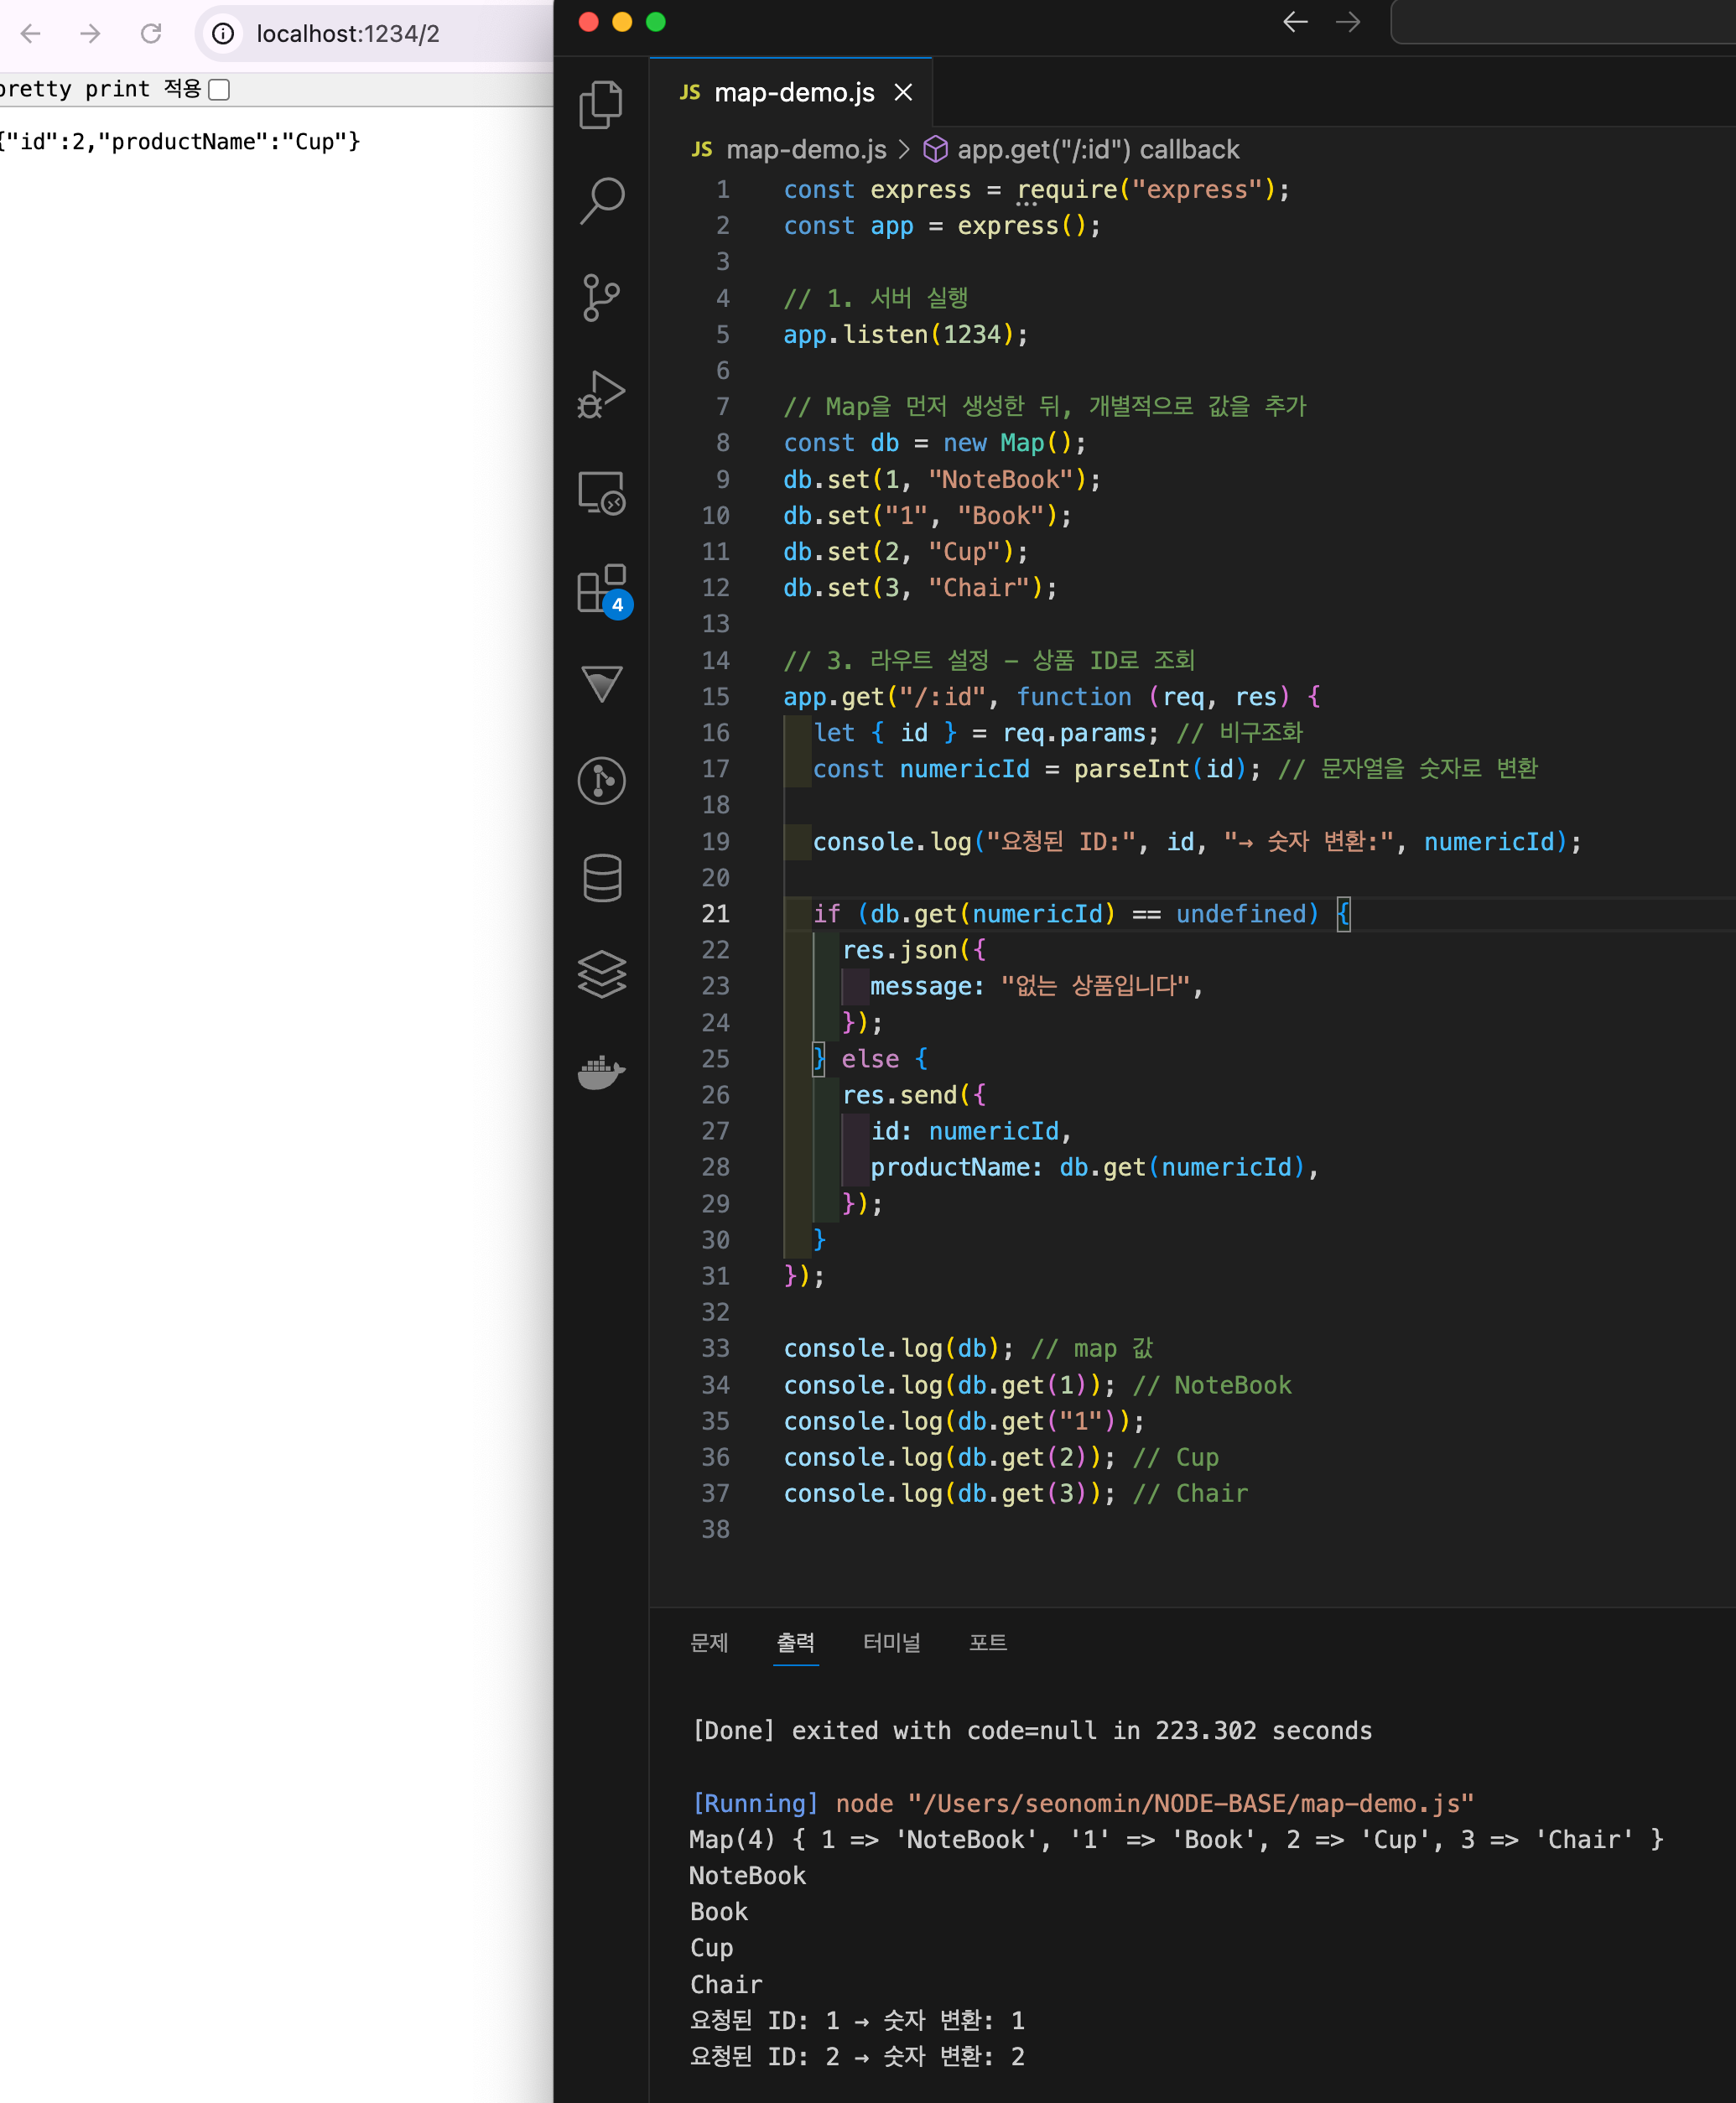 localhost:1234/2
pretty print 적용
{"id":2,"productName":"Cup"}
JS map-demo.js
JS map-demo.js > app.get("/:id") callback
4
1 const express = require("express");
2 const app = express();
3
4 // 1. 서버 실행
5 app.listen(1234);
6
7 // Map을 먼저 생성한 뒤, 개별적으로 값을 추가
8 const db = new Map();
9 db.set(1, "NoteBook");
10 db.set("1", "Book");
11 db.set(2, "Cup");
12 db.set(3, "Chair");
13
14 // 3. 라우트 설정 – 상품 ID로 조회
15 app.get("/:id", function (req, res) {
16 let { id } = req.params; // 비구조화
17 const numericId = parseInt(id); // 문자열을 숫자로 변환
18
19 console.log("요청된 ID:", id, "→ 숫자 변환:", numericId);
20
21 if (db.get(numericId) == undefined) {
22 res.json({
23 message: "없는 상품입니다",
24 });
25 } else {
26 res.send({
27 id: numericId,
28 productName: db.get(numericId),
29 });
30 }
31 });
32
33 console.log(db); // map 값
34 console.log(db.get(1)); // NoteBook
35 console.log(db.get("1"));
36 console.log(db.get(2)); // Cup
37 console.log(db.get(3)); // Chair
38
문제 출력 터미널 포트
[Done] exited with code=null in 223.302 seconds
[Running] node "/Users/seonomin/NODE-BASE/map-demo.js"
Map(4) { 1 => 'NoteBook', '1' => 'Book', 2 => 'Cup', 3 => 'Chair' }
NoteBook
Book
Cup
Chair
요청된 ID: 1 → 숫자 변환: 1
요청된 ID: 2 → 숫자 변환: 2